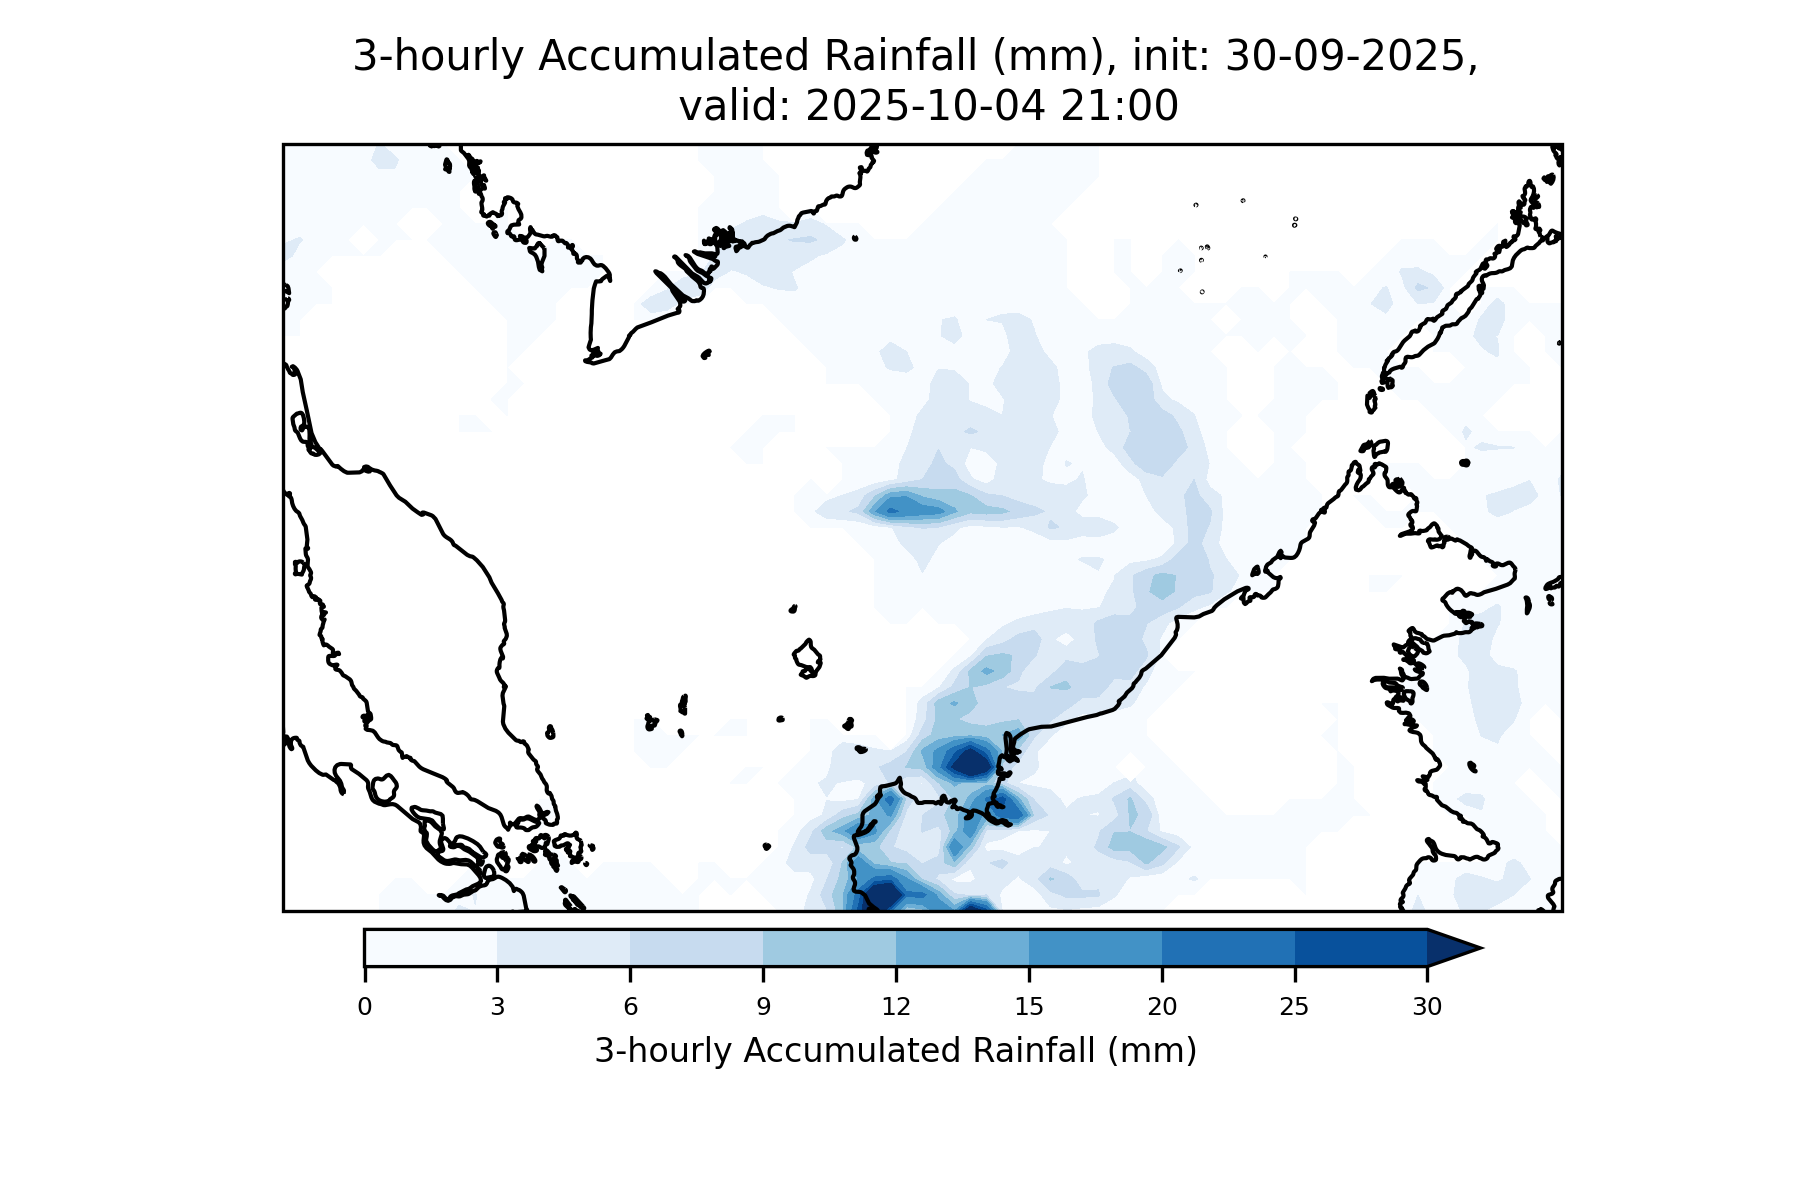 3-hourly Accumulated Rainfall (mm), init: 30-09-2025,
valid: 2025-10-04 21:00
0 3 6 9 12 15 20 25 30
3-hourly Accumulated Rainfall (mm)